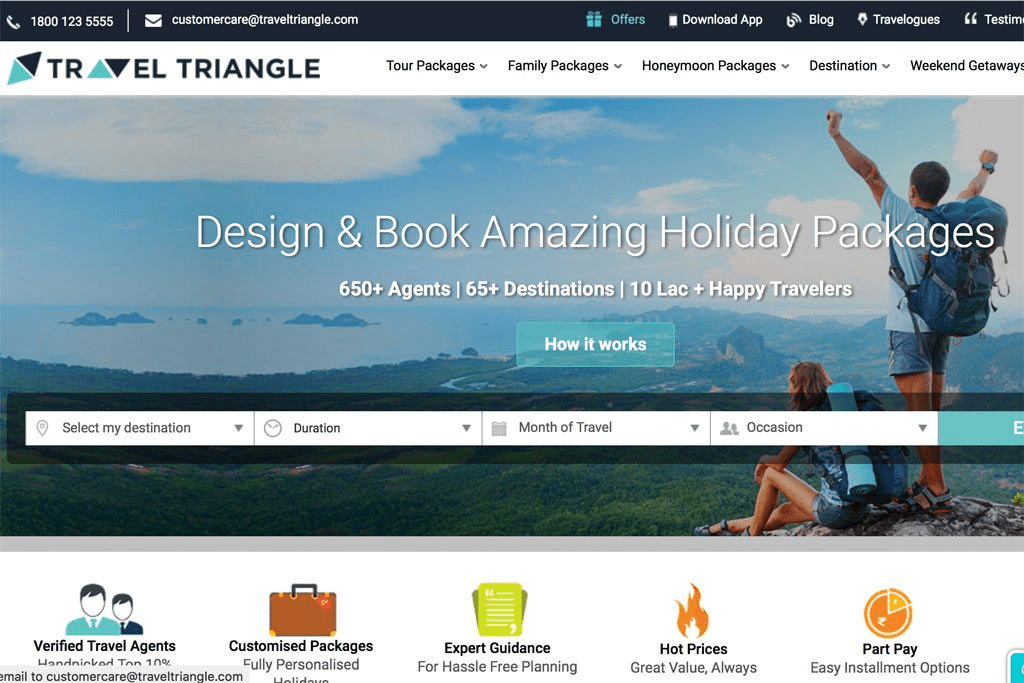 1800 123 5555
customercare@traveltriangle.com
Offers
Download App
Blog
Travelogues
TRAVEL TRIANGLE
Tour Packages
Family Packages
Honeymoon Packages
Destination
Weekend Getaways
Design & Book Amazing Holiday Packages
650+ Agents | 65+ Destinations | 10 Lac + Happy Travelers
How it works
Select my destination
Duration
Month of Travel
Occasion
Verified Travel Agents
Handpicked Top 10%
Customised Packages
Fully Personalised
Holidays
Expert Guidance
For Hassle Free Planning
Hot Prices
Great Value, Always
Part Pay
Easy Installment Options
email to customercare@traveltriangle.com